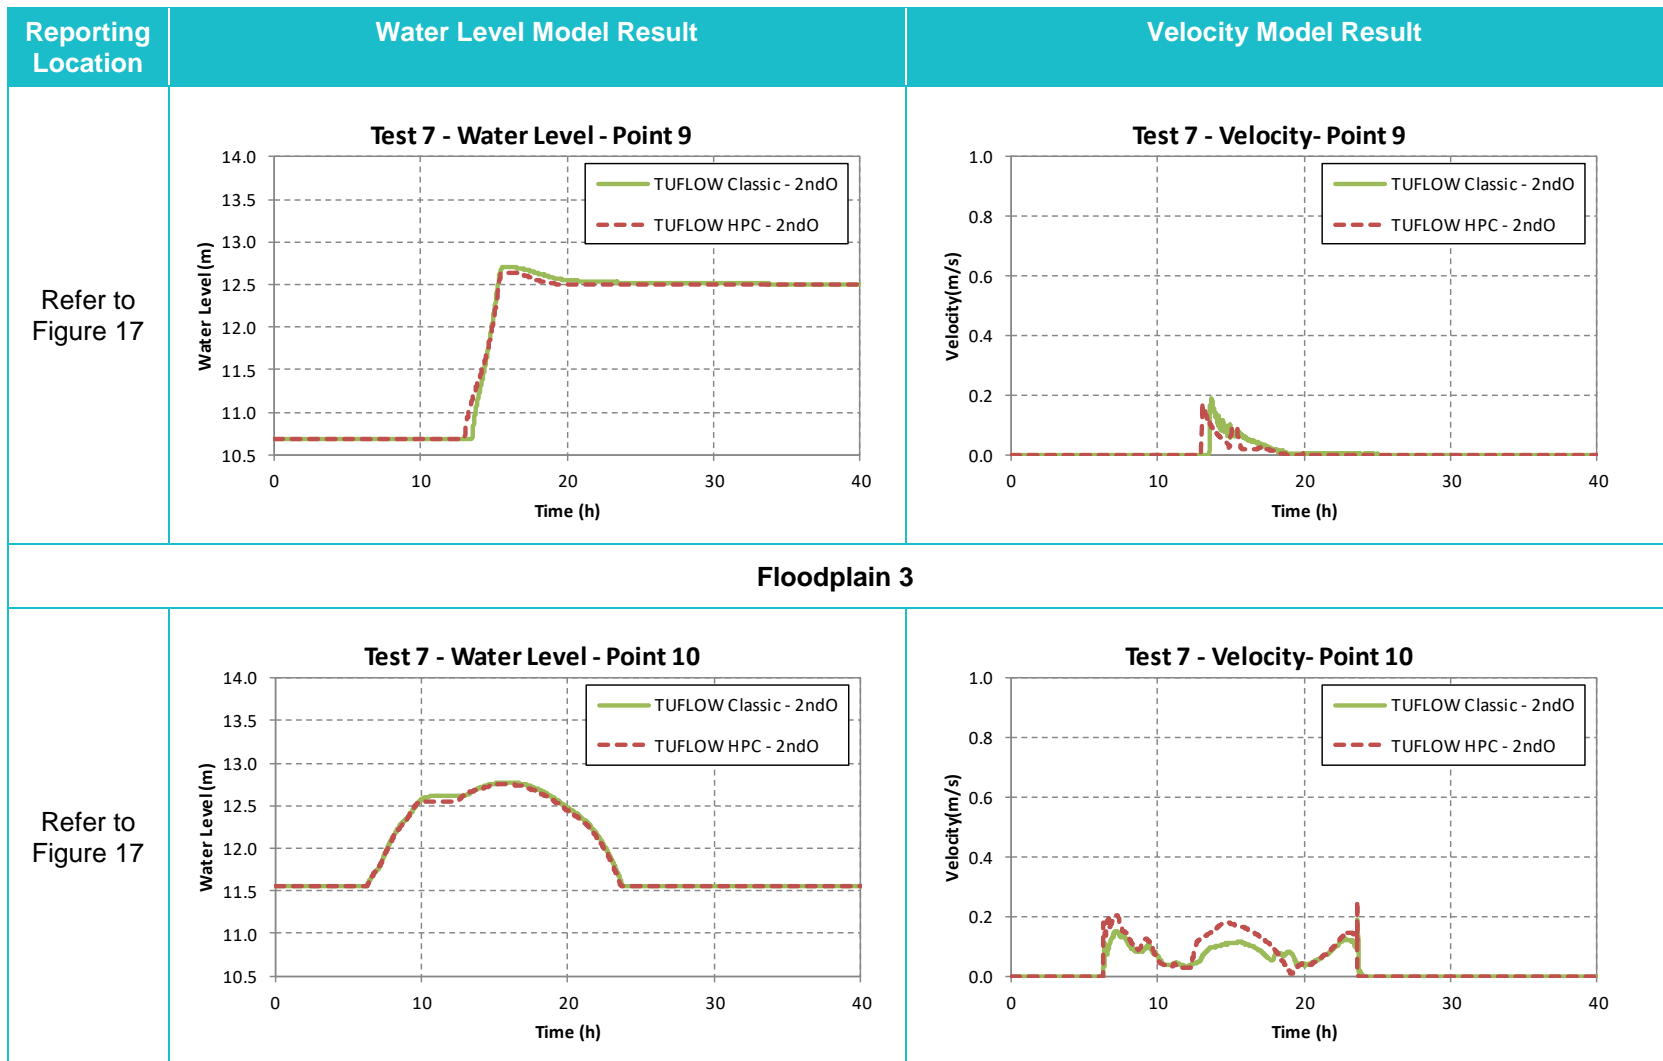 Reporting Location
Water Level Model Result
Velocity Model Result
Refer to
Figure 17
Test 7 - Water Level - Point 9
14.0
13.5
13.0
12.5
12.0
11.5
11.0
10.5
Water Level (m)
TUFLOW Classic - 2ndO
TUFLOW HPC - 2ndO
0 10 20 30 40
Time (h)
Test 7 - Velocity- Point 9
1.0
0.8
0.6
0.4
0.2
0.0
Velocity(m/s)
TUFLOW Classic - 2ndO
TUFLOW HPC - 2ndO
0 10 20 30 40
Time (h)
Floodplain 3
Refer to
Figure 17
Test 7 - Water Level - Point 10
14.0
13.5
13.0
12.5
12.0
11.5
11.0
10.5
Water Level (m)
TUFLOW Classic - 2ndO
TUFLOW HPC - 2ndO
0 10 20 30 40
Time (h)
Test 7 - Velocity- Point 10
1.0
0.8
0.6
0.4
0.2
0.0
Velocity(m/s)
TUFLOW Classic - 2ndO
TUFLOW HPC - 2ndO
0 10 20 30 40
Time (h)